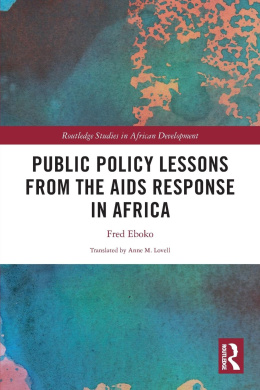 Routledge Studies in African Development
PUBLIC POLICY LESSONS
FROM THE AIDS RESPONSE
IN AFRICA
Fred Eboko
Translated by Anne M. Lovell
ROUTLEDGE